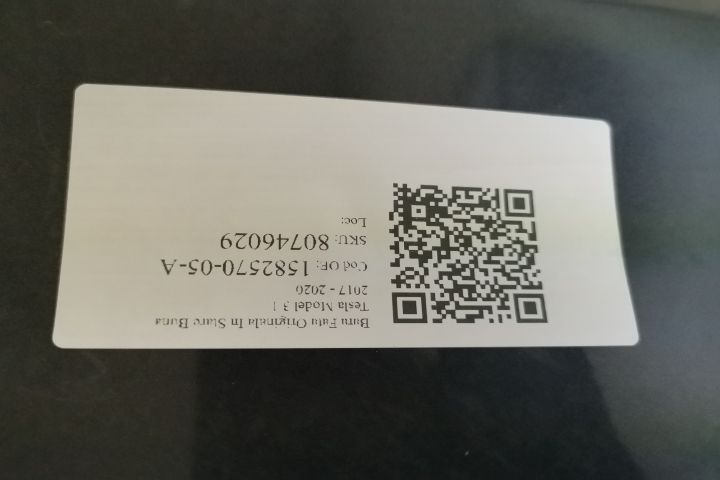 Bara Fata Originala In Stare Buna
Tesla Model 3 1
2017 - 2020
Cod OE: 1582570-05-A
SKU: 80746029
Loc: